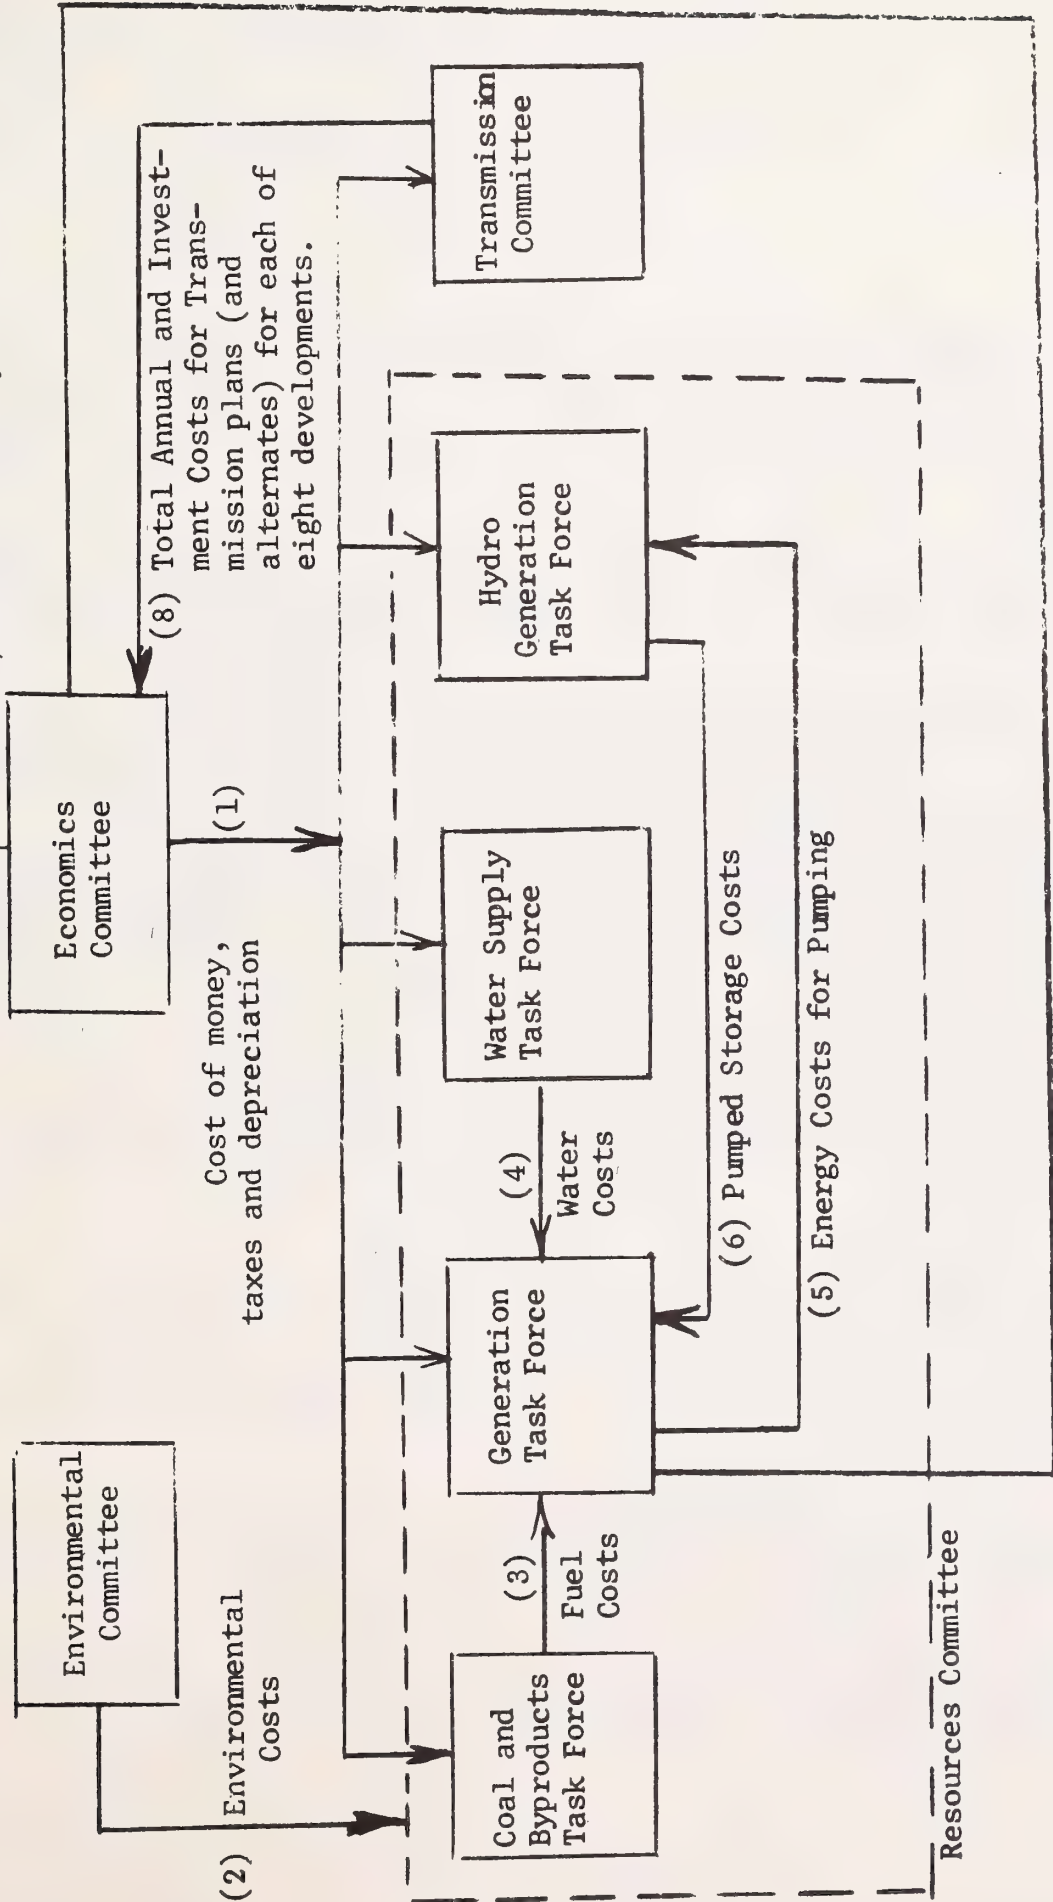 Environmental
Committee
Economics
Committee
(2) Environmental
Costs
Cost of money,
taxes and depreciation
(1)
(8) Total Annual and Invest-
ment Costs for Trans-
mission plans (and
alternates) for each of
eight developments.
Coal and
Byproducts
Task Force
(3)
Fuel
Costs
Generation
Task Force
(4)
Water
Costs
Water Supply
Task Force
Hydro
Generation
Task Force
Transmission
Committee
(6) Pumped Storage Costs
(5) Energy Costs for Pumping
Resources Committee